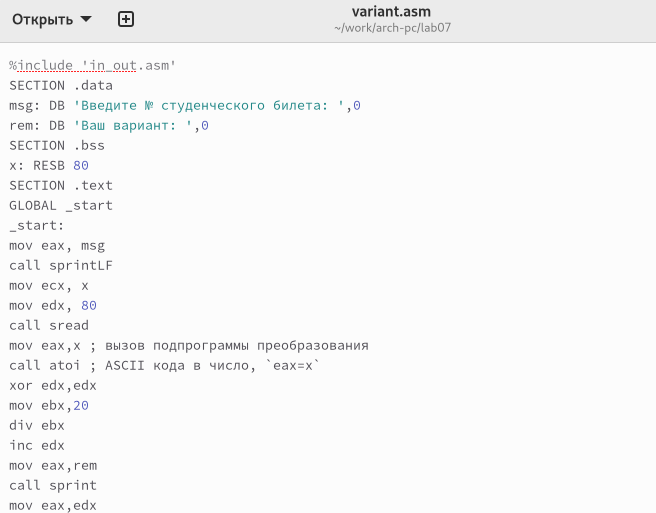 Открыть
variant.asm
~/work/arch-pc/lab07
%include 'in_out.asm'
SECTION .data
msg: DB 'Введите № студенческого билета: ',0
rem: DB 'Ваш вариант: ',0
SECTION .bss
x: RESB 80
SECTION .text
GLOBAL _start
_start:
mov eax, msg
call sprintLF
mov ecx, x
mov edx, 80
call sread
mov eax,x ; вызов подпрограммы преобразования
call atoi ; ASCII кода в число, `eax=x`
xor edx,edx
mov ebx,20
div ebx
inc edx
mov eax,rem
call sprint
mov eax,edx